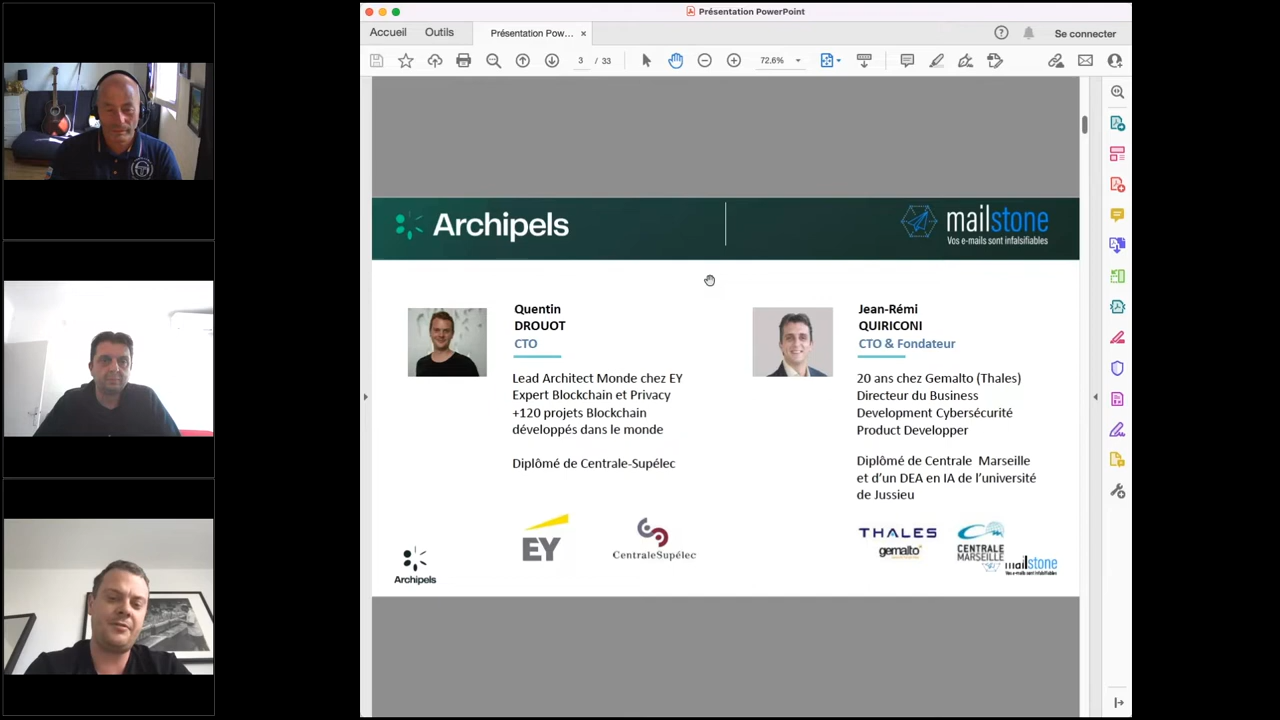 Présentation PowerPoint
Accueil
Outils
Présentation Pow...
×
Se connecter
3 / 33
72,6%
Archipels
mailstone
Vos e-mails sont infalsifiables
Quentin
DROUOT
CTO
Lead Architect Monde chez EY
Expert Blockchain et Privacy
+120 projets Blockchain
développés dans le monde
Diplômé de Centrale-Supélec
EY
CentraleSupélec
Archipels
Jean-Rémi
QUIRICONI
CTO & Fondateur
20 ans chez Gemalto (Thales)
Directeur du Business
Development Cybersécurité
Product Developper
Diplômé de Centrale  Marseille
et d'un DEA en IA de l'université
de Jussieu
THALES
gemalto
CENTRALE
MARSEILLE
mailstone
Vos e-mails sont infalsifiables